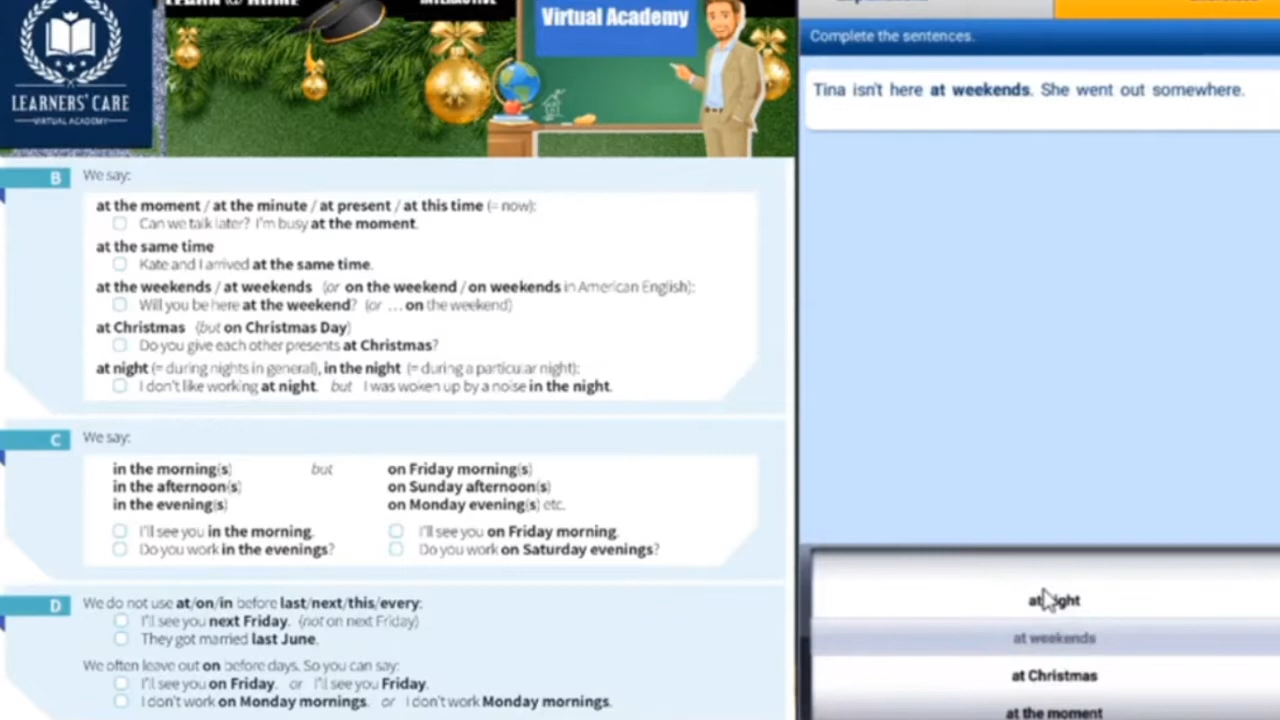 LEARN @ HOME
INTERACTIVE
Virtual Academy
LEARNERS' CARE
VIRTUAL ACADEMY
B We say:
at the moment / at the minute / at present / at this time (= now):
Can we talk later? I'm busy at the moment.
at the same time
Kate and I arrived at the same time.
at the weekends / at weekends (or on the weekend / on weekends in American English):
Will you be here at the weekend? (or ... on the weekend)
at Christmas (but on Christmas Day)
Do you give each other presents at Christmas?
at night (= during nights in general), in the night (= during a particular night):
I don't like working at night. but I was woken up by a noise in the night.
C We say:
in the morning(s) but on Friday morning(s)
in the afternoon(s) on Sunday afternoon(s)
in the evening(s) on Monday evening(s) etc.
I'll see you in the morning. I'll see you on Friday morning.
Do you work in the evenings? Do you work on Saturday evenings?
D We do not use at/on/in before last/next/this/every:
I'll see you next Friday. (not on next Friday)
They got married last June.
We often leave out on before days. So you can say:
I'll see you on Friday. or I'll see you Friday.
I don't work on Monday mornings. or I don't work Monday mornings.
Complete the sentences.
Tina isn't here at weekends. She went out somewhere.
at night
at weekends
at Christmas
at the moment